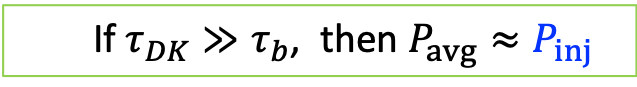 If τ_DK ≫ τ_b, then P_avg ≈ P_inj